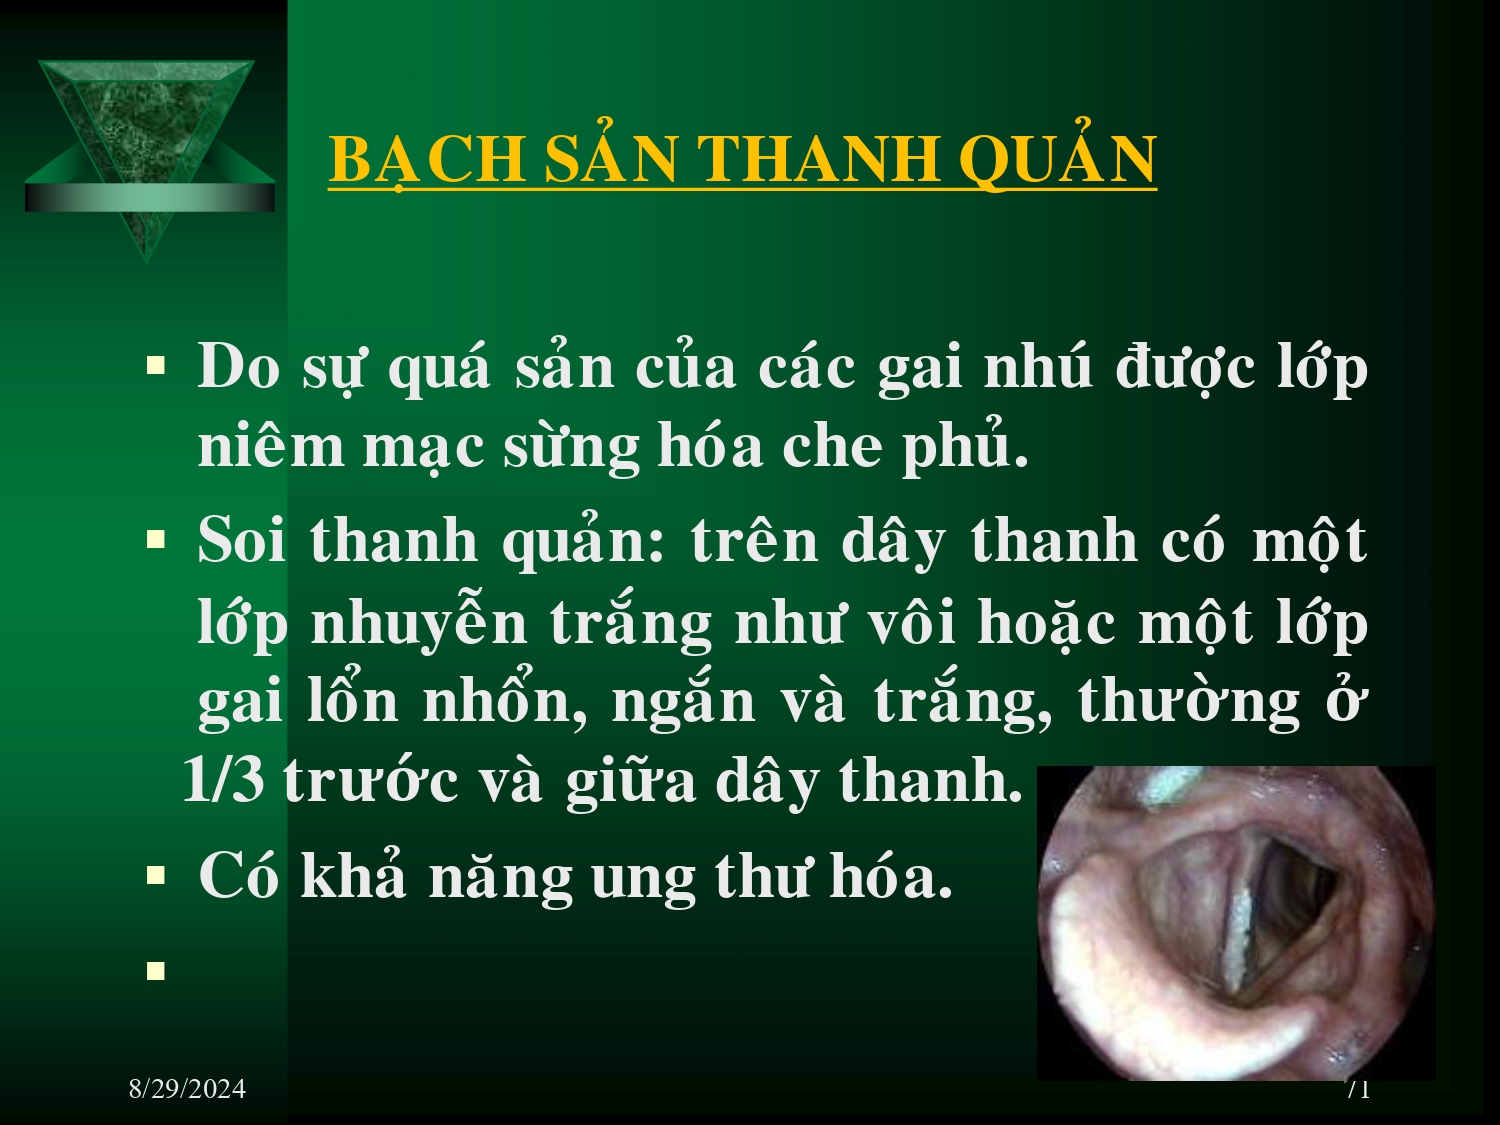 BẠCH SẢN THANH QUẢN
▪ Do sự quá sản của các gai nhú được lớp
niêm mạc sừng hóa che phủ.
▪ Soi thanh quản: trên dây thanh có một
lớp nhuyễn trắng như vôi hoặc một lớp
gai lổn nhổn, ngắn và trắng, thường ở
1/3 trước và giữa dây thanh.
▪ Có khả năng ung thư hóa.
▪
8/29/2024
71